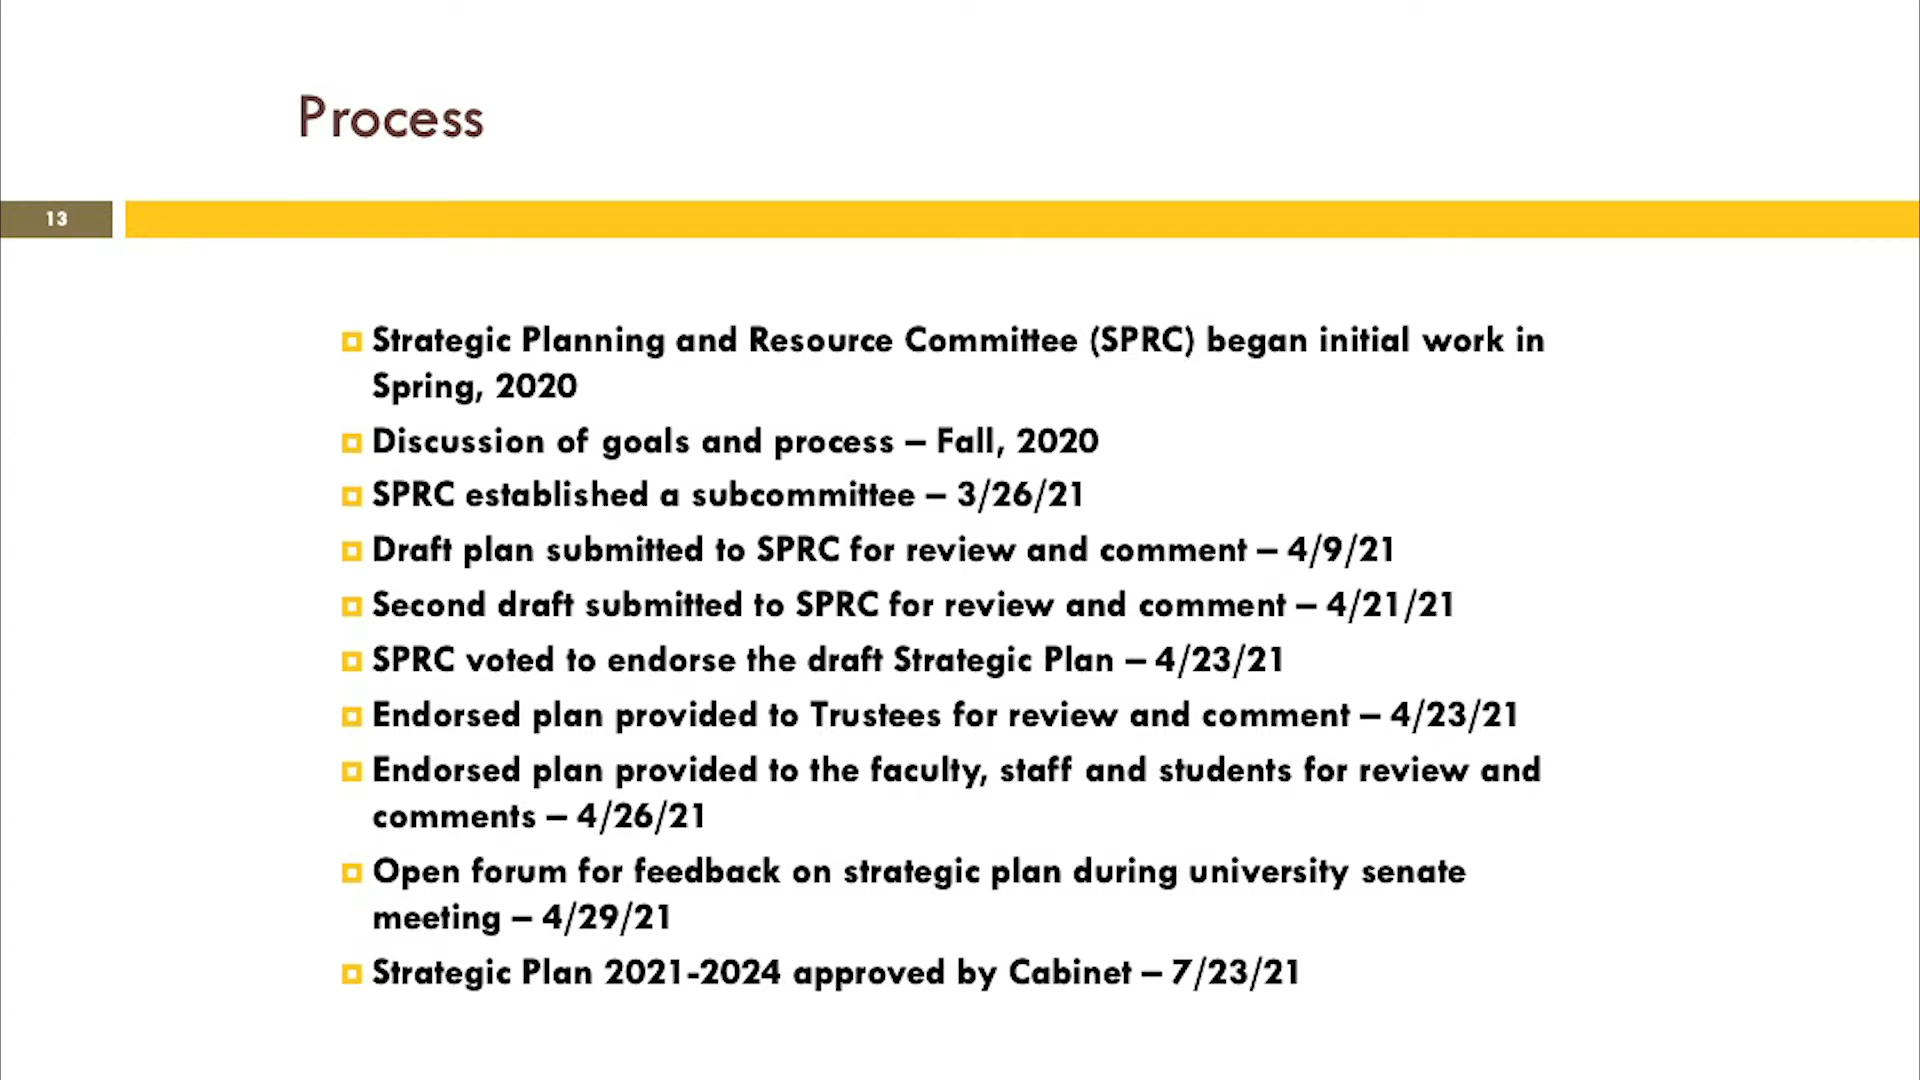 Process
13
Strategic Planning and Resource Committee (SPRC) began initial work in
Spring, 2020
Discussion of goals and process – Fall, 2020
SPRC established a subcommittee – 3/26/21
Draft plan submitted to SPRC for review and comment – 4/9/21
Second draft submitted to SPRC for review and comment – 4/21/21
SPRC voted to endorse the draft Strategic Plan – 4/23/21
Endorsed plan provided to Trustees for review and comment – 4/23/21
Endorsed plan provided to the faculty, staff and students for review and
comments – 4/26/21
Open forum for feedback on strategic plan during university senate
meeting – 4/29/21
Strategic Plan 2021-2024 approved by Cabinet – 7/23/21